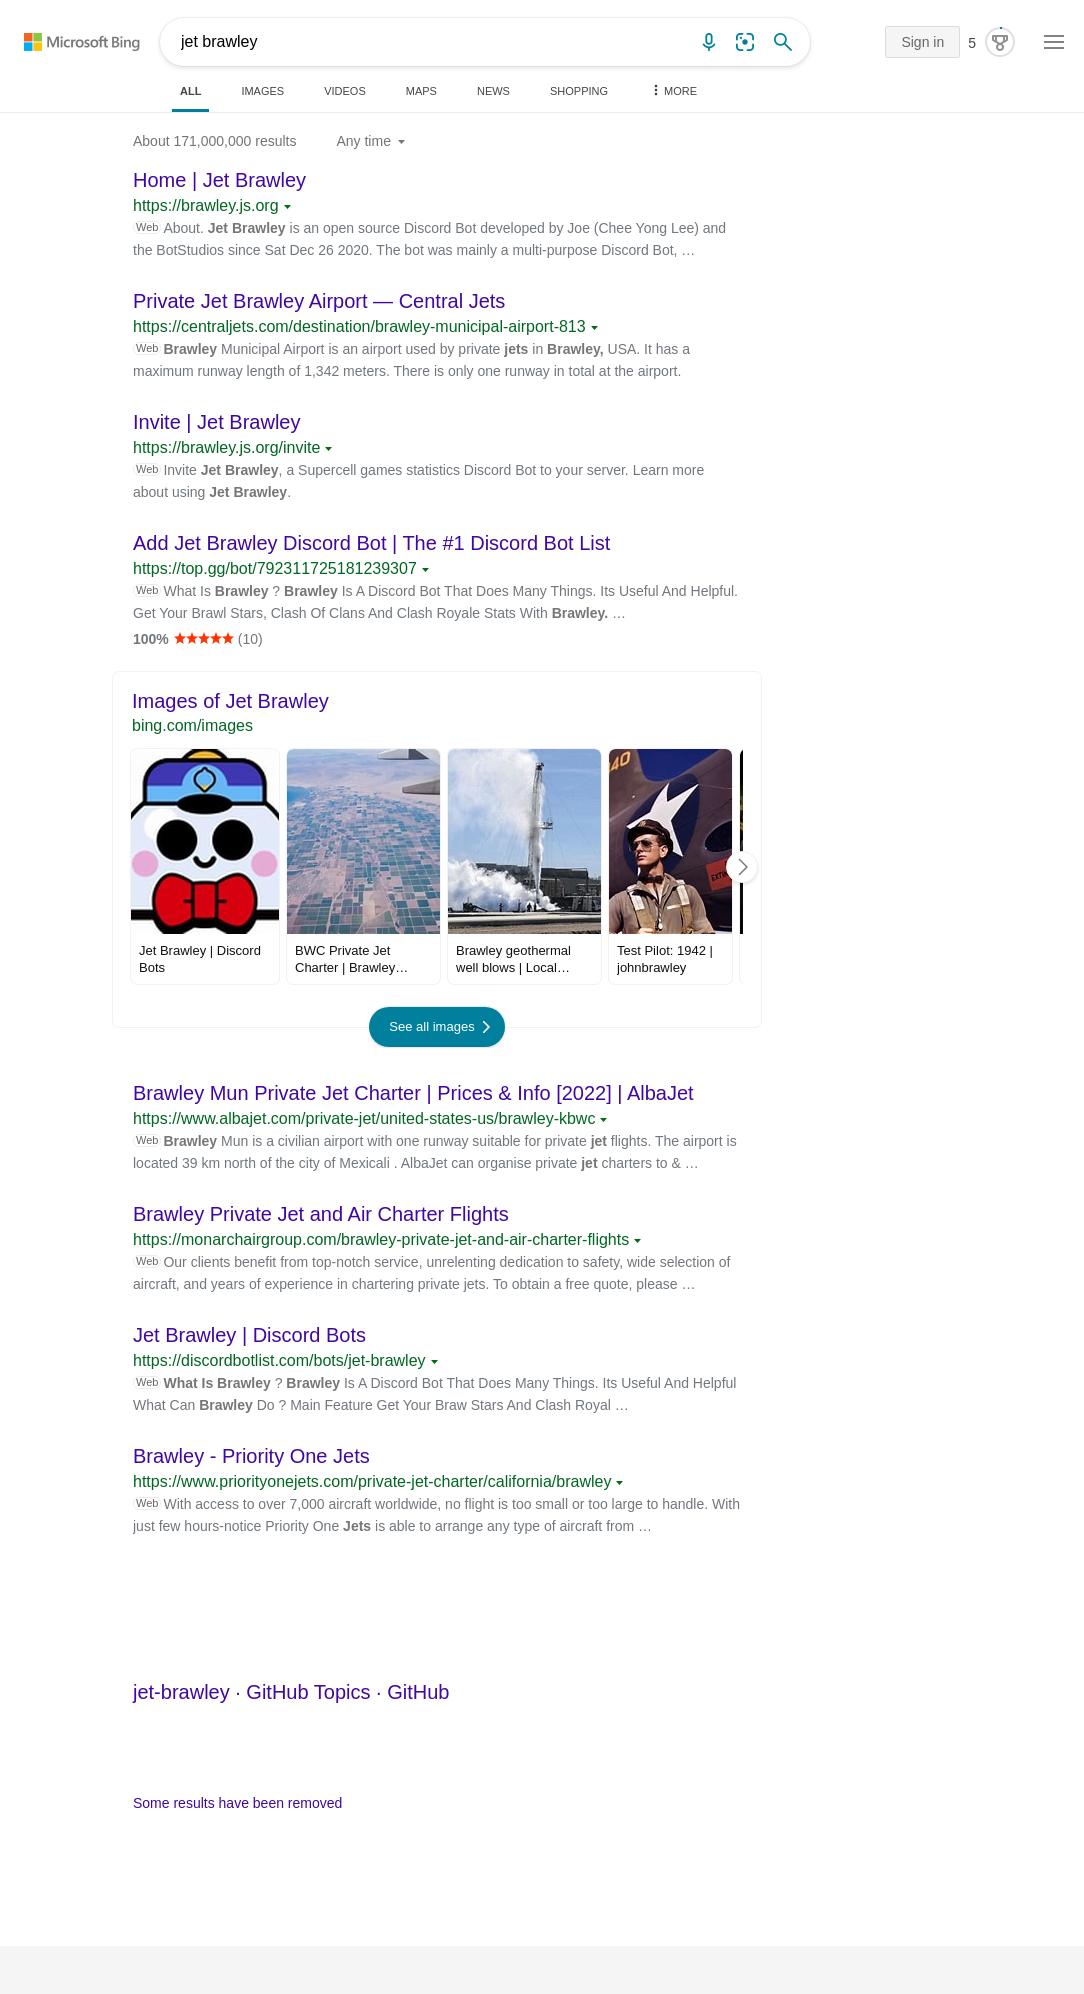 Microsoft Bing
jet brawley
Sign in
5
ALL
IMAGES
VIDEOS
MAPS
NEWS
SHOPPING
MORE
About 171,000,000 results
Any time
Home | Jet Brawley
https://brawley.js.org
Web About. Jet Brawley is an open source Discord Bot developed by Joe (Chee Yong Lee) and
the BotStudios since Sat Dec 26 2020. The bot was mainly a multi-purpose Discord Bot, …
Private Jet Brawley Airport — Central Jets
https://centraljets.com/destination/brawley-municipal-airport-813
Web Brawley Municipal Airport is an airport used by private jets in Brawley, USA. It has a
maximum runway length of 1,342 meters. There is only one runway in total at the airport.
Invite | Jet Brawley
https://brawley.js.org/invite
Web Invite Jet Brawley, a Supercell games statistics Discord Bot to your server. Learn more
about using Jet Brawley.
Add Jet Brawley Discord Bot | The #1 Discord Bot List
https://top.gg/bot/792311725181239307
Web What Is Brawley ? Brawley Is A Discord Bot That Does Many Things. Its Useful And Helpful.
Get Your Brawl Stars, Clash Of Clans And Clash Royale Stats With Brawley. …
100% ★★★★★ (10)
Images of Jet Brawley
bing.com/images
Jet Brawley | Discord
Bots
BWC Private Jet
Charter | Brawley…
Brawley geothermal
well blows | Local…
Test Pilot: 1942 |
johnbrawley
See all images
Brawley Mun Private Jet Charter | Prices & Info [2022] | AlbaJet
https://www.albajet.com/private-jet/united-states-us/brawley-kbwc
Web Brawley Mun is a civilian airport with one runway suitable for private jet flights. The airport is
located 39 km north of the city of Mexicali . AlbaJet can organise private jet charters to & …
Brawley Private Jet and Air Charter Flights
https://monarchairgroup.com/brawley-private-jet-and-air-charter-flights
Web Our clients benefit from top-notch service, unrelenting dedication to safety, wide selection of
aircraft, and years of experience in chartering private jets. To obtain a free quote, please …
Jet Brawley | Discord Bots
https://discordbotlist.com/bots/jet-brawley
Web What Is Brawley ? Brawley Is A Discord Bot That Does Many Things. Its Useful And Helpful
What Can Brawley Do ? Main Feature Get Your Braw Stars And Clash Royal …
Brawley - Priority One Jets
https://www.priorityonejets.com/private-jet-charter/california/brawley
Web With access to over 7,000 aircraft worldwide, no flight is too small or too large to handle. With
just few hours-notice Priority One Jets is able to arrange any type of aircraft from …
jet-brawley · GitHub Topics · GitHub
Some results have been removed